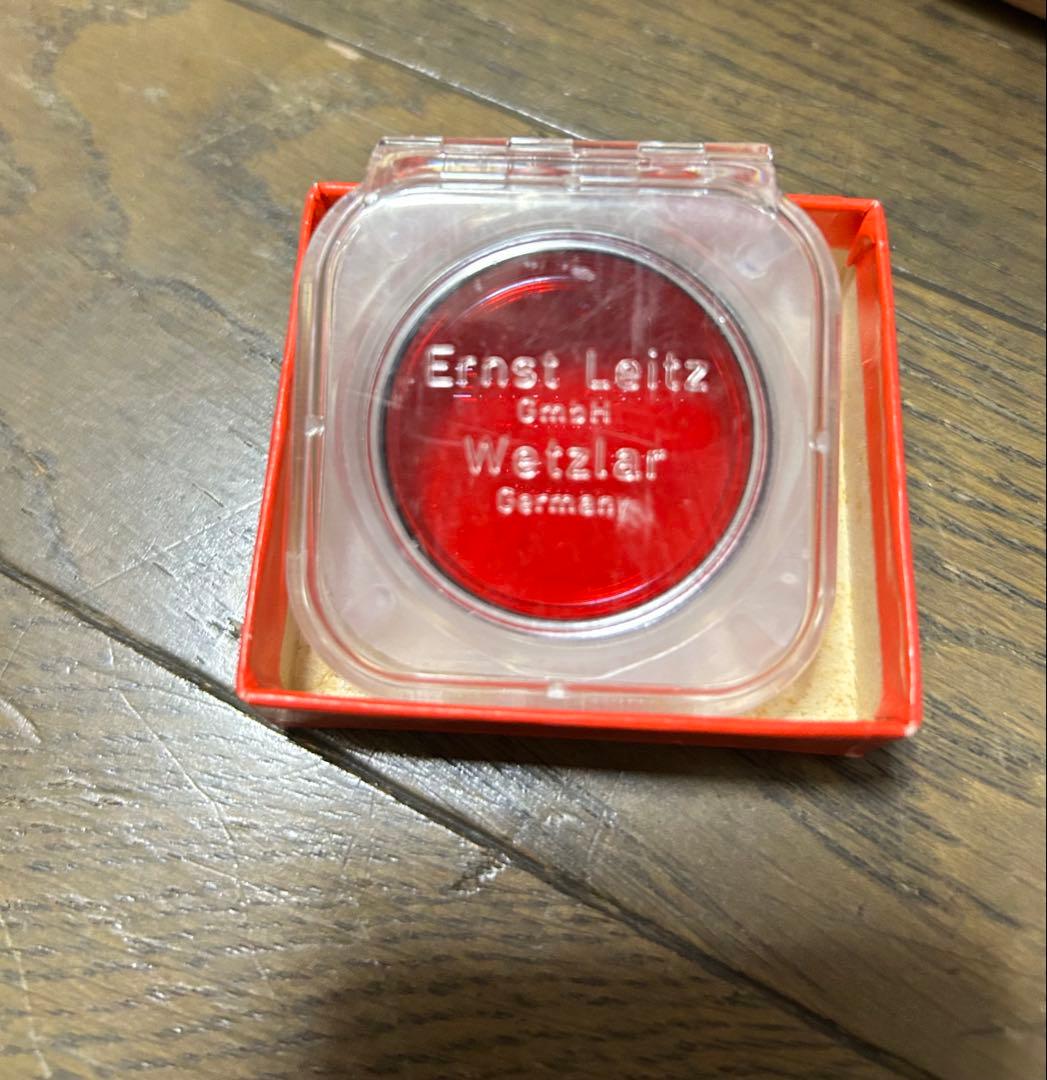 Ernst Leitz
GmbH
Wetzlar
Germany